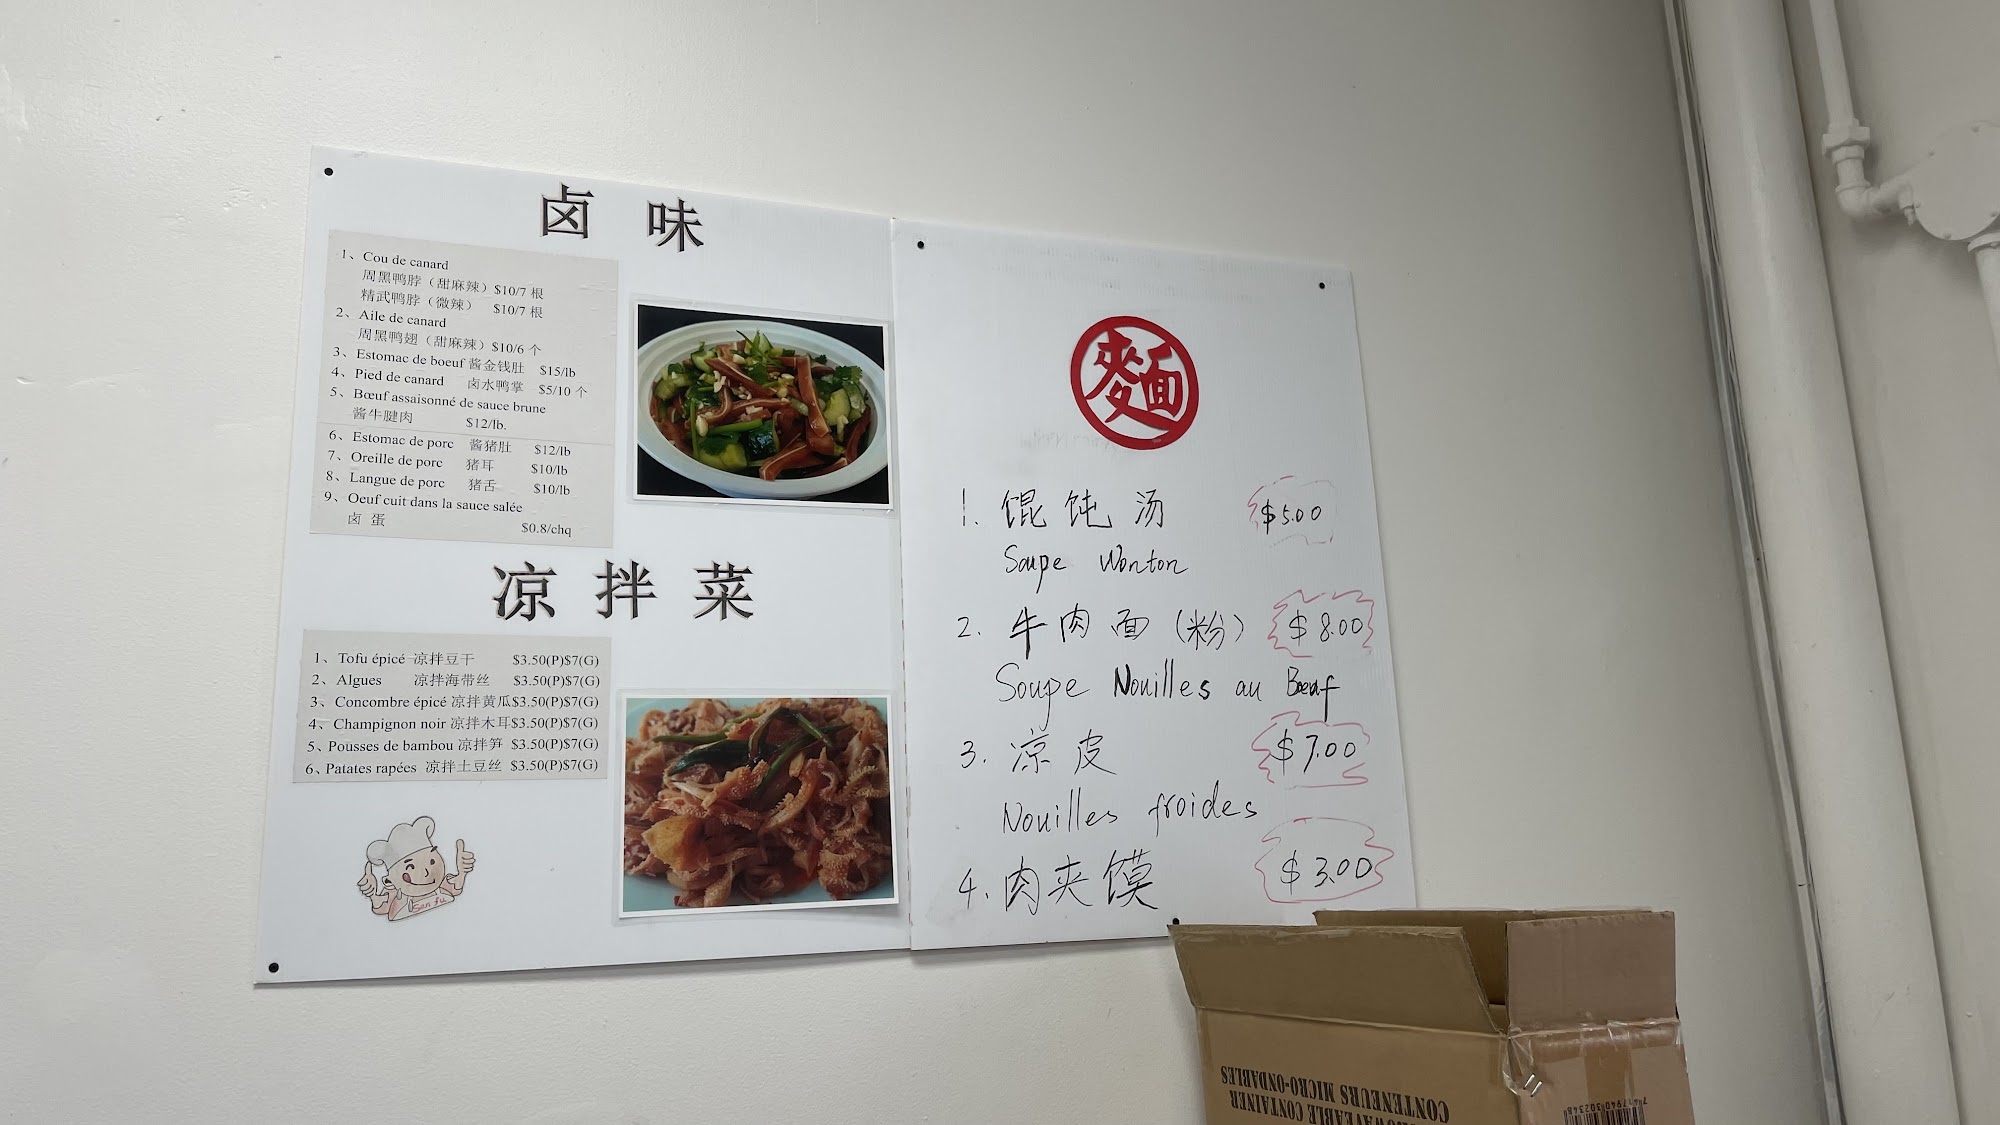 卤 味
1、Cou de canard
周黑鸭脖（甜麻辣）$10/7 根
精武鸭脖（微辣） $10/7 根
2、Aile de canard
周黑鸭翅（甜麻辣）$10/6 个
3、Estomac de boeuf 酱金钱肚 $15/lb
4、Pied de canard 卤水鸭掌 $5/10 个
5、Bœuf assaisonné de sauce brune
酱牛腱肉 $12/lb.
6、Estomac de porc 酱猪肚 $12/lb
7、Oreille de porc 猪耳 $10/lb
8、Langue de porc 猪舌 $10/lb
9、Oeuf cuit dans la sauce salée
卤 蛋 $0.8/chq
凉 拌 菜
1、Tofu épicé 凉拌豆干 $3.50(P)$7(G)
2、Algues 凉拌海带丝 $3.50(P)$7(G)
3、Concombre épicé 凉拌黄瓜$3.50(P)$7(G)
4、Champignon noir 凉拌木耳$3.50(P)$7(G)
5、Pousses de bambou 凉拌笋 $3.50(P)$7(G)
6、Patates rapées 凉拌土豆丝 $3.50(P)$7(G)
San fu
麵
1. 馄饨汤 $5.00
Soupe Wonton
2. 牛肉面（粉） $8.00
Soupe Nouilles au Boeuf
3. 凉皮 $7.00
Nouilles froides
4. 肉夹馍 $3.00
CONTENEURS MICRO-ONDABLES
CONTAINER
7 17940 302348